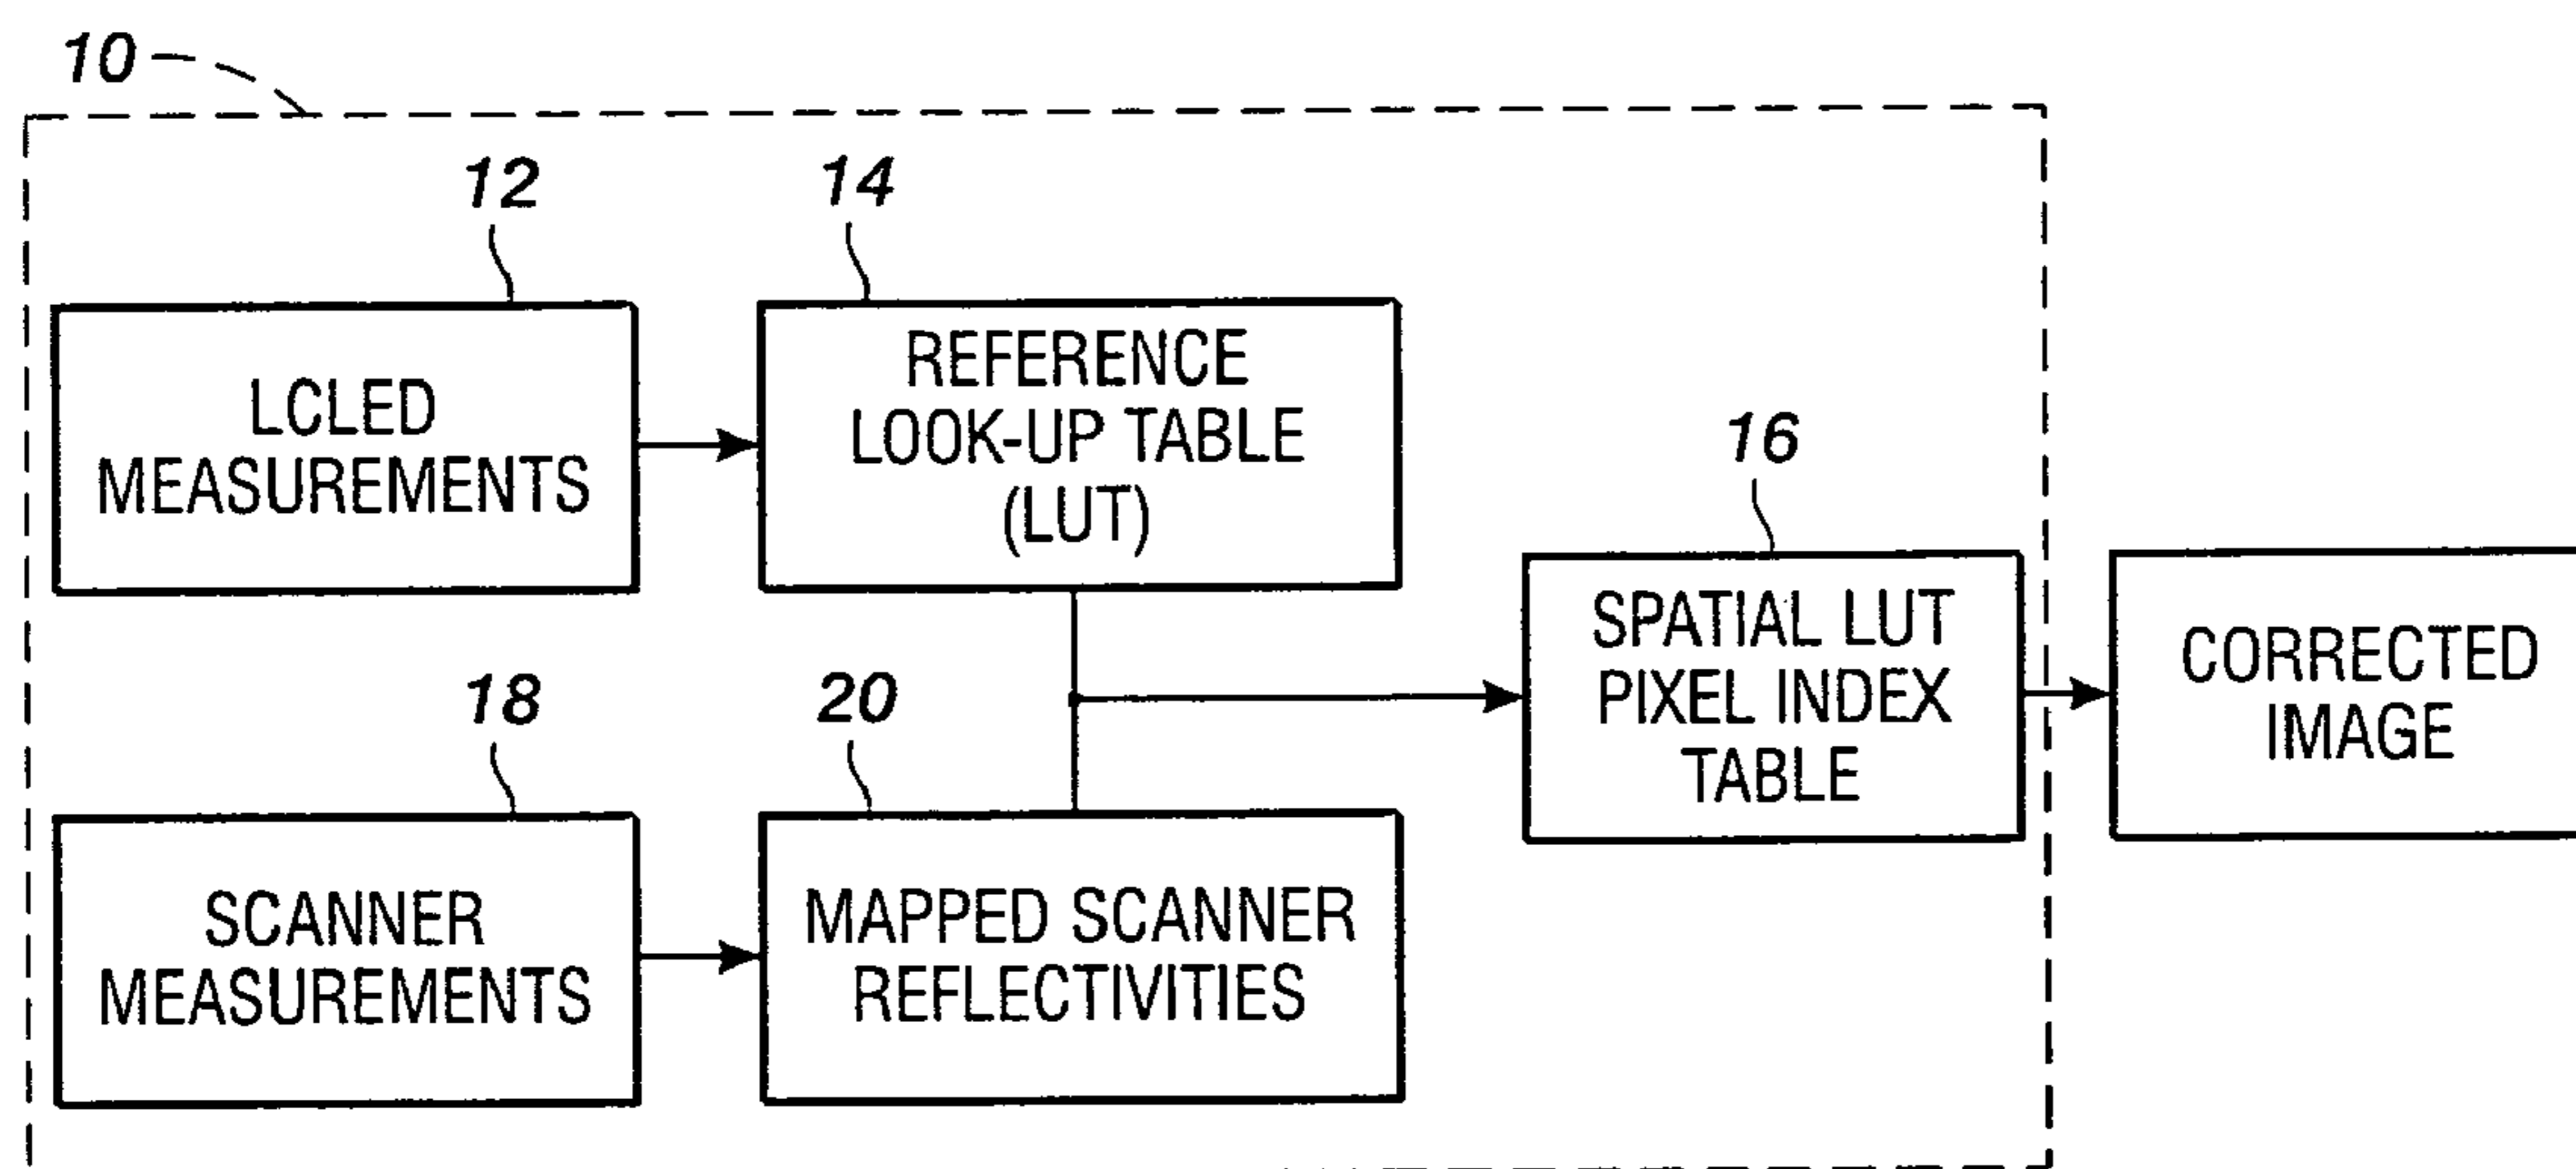 10
12
14
LCLED
MEASUREMENTS
REFERENCE
LOOK-UP TABLE
(LUT)
16
SPATIAL LUT
PIXEL INDEX
TABLE
CORRECTED
IMAGE
18
20
SCANNER
MEASUREMENTS
MAPPED SCANNER
REFLECTIVITIES